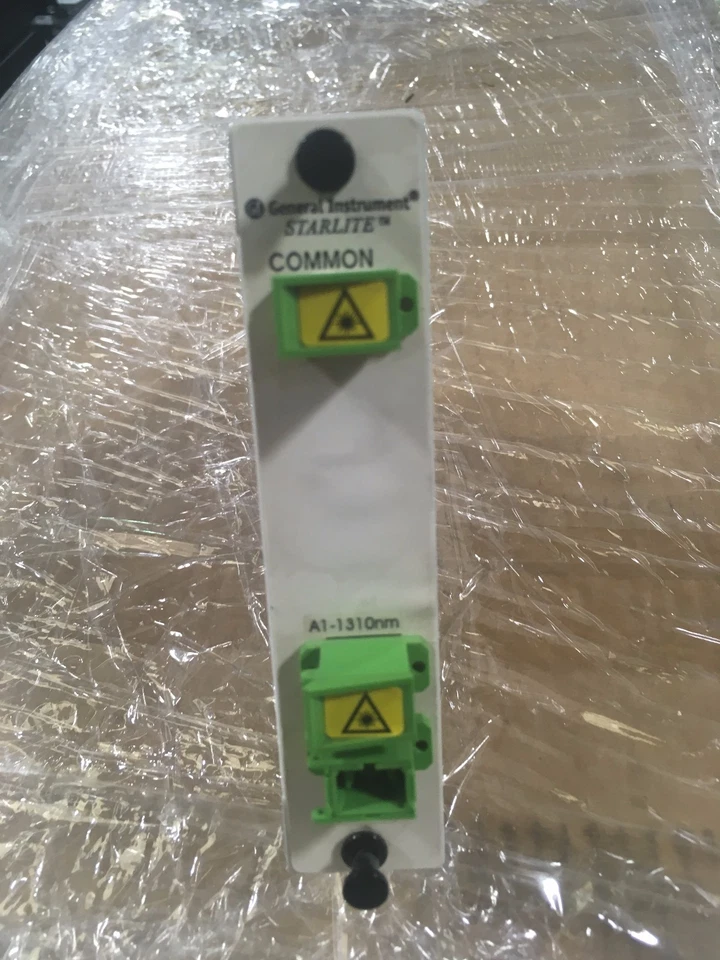 General Instrument®
STARLITE™
COMMON
A1-1310nm